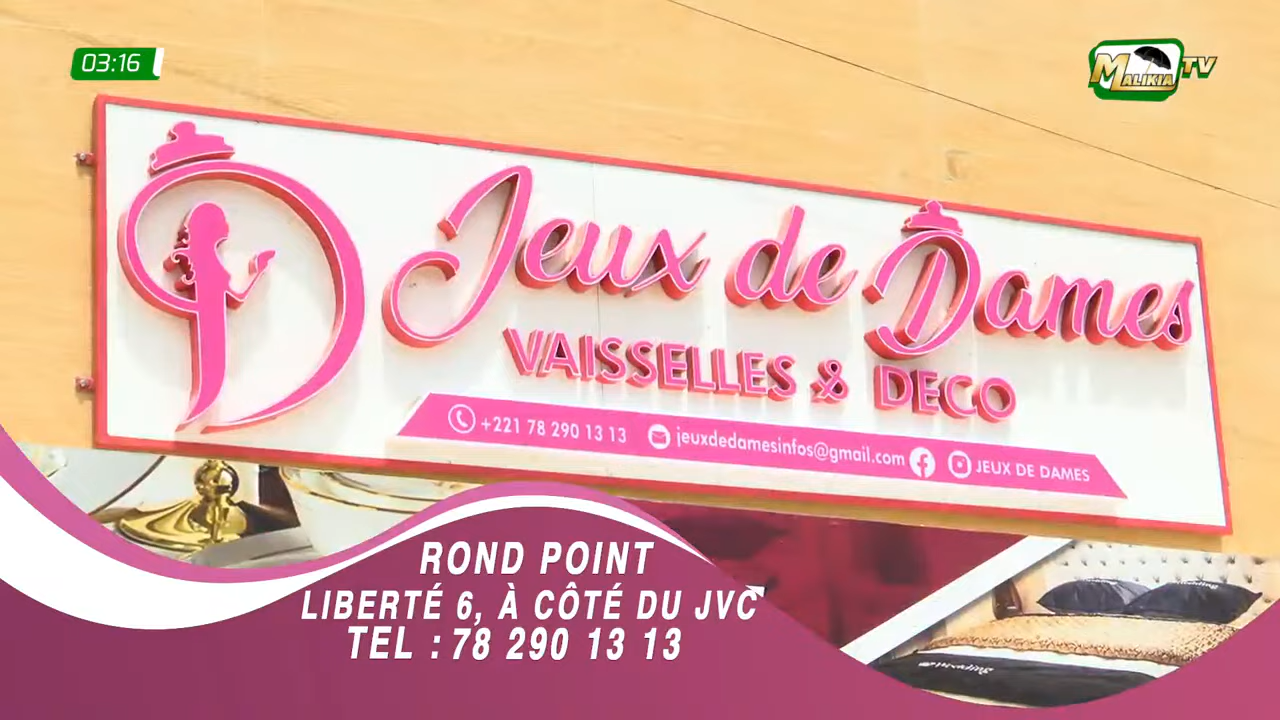 03:16
MALIKIA TV
Jeux de Dames
VAISSELLES & DECO
+221 78 290 13 13 jeuxdedamesinfos@gmail.com JEUX DE DAMES
ROND POINT
LIBERTÉ 6, À CÔTÉ DU JVC
TEL : 78 290 13 13